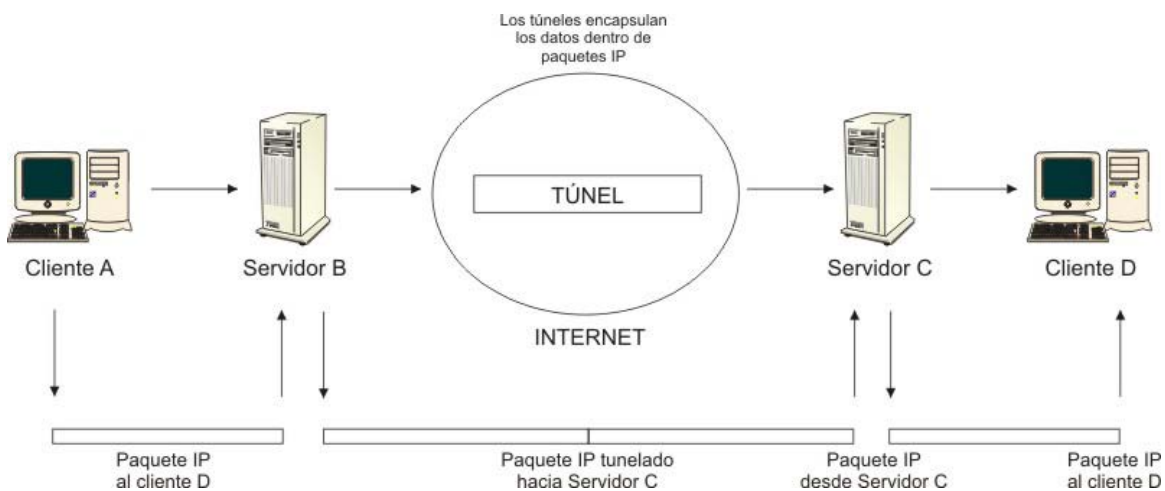 Los túneles encapsulan
los datos dentro de
paquetes IP
TÚNEL
Cliente A
Servidor B
Servidor C
Cliente D
INTERNET
Paquete IP
al cliente D
Paquete IP tunelado
hacia Servidor C
Paquete IP
desde Servidor C
Paquete IP
al cliente D